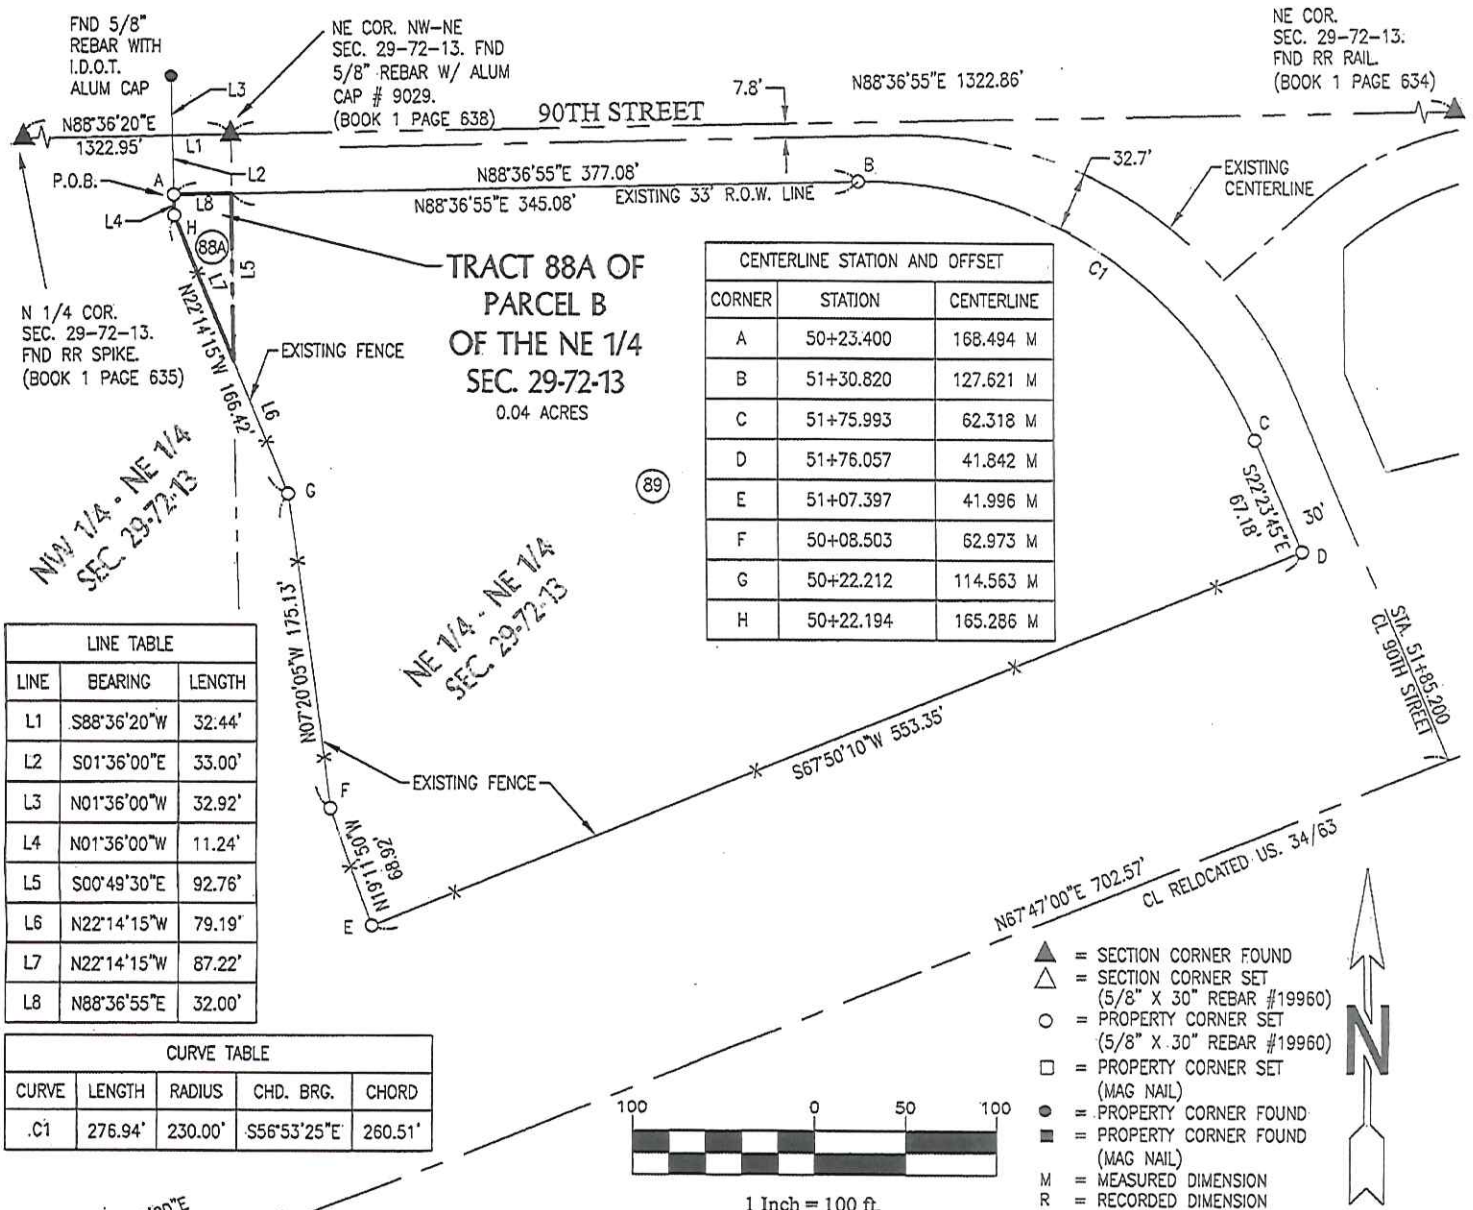 FND 5/8"
REBAR WITH
I.D.O.T.
ALUM CAP
NE COR. NW-NE
SEC. 29-72-13. FND
5/8" REBAR W/ ALUM
CAP # 9029.
(BOOK 1 PAGE 638)
NE COR.
SEC. 29-72-13.
FND RR RAIL.
(BOOK 1 PAGE 634)
L3
7.8'
N88°36'55"E 1322.86'
90TH STREET
N88°36'20"E
1322.95'
L1
L2
P.O.B.
A
L8
L4
H
88A
L7
L5
N88°36'55"E 377.08'
N88°36'55"E 345.08'
EXISTING 33' R.O.W. LINE
B
32.7'
EXISTING
CENTERLINE
C1
N 1/4 COR.
SEC. 29-72-13.
FND RR SPIKE.
(BOOK 1 PAGE 635)
N22°14'15"W 166.42'
EXISTING FENCE
L6
G
TRACT 88A OF
PARCEL B
OF THE NE 1/4
SEC. 29-72-13
0.04 ACRES
CENTERLINE STATION AND OFFSET
CORNER STATION CENTERLINE
A 50+23.400 168.494 M
B 51+30.820 127.621 M
C 51+75.993 62.318 M
D 51+76.057 41.842 M
E 51+07.397 41.996 M
F 50+08.503 62.973 M
G 50+22.212 114.563 M
H 50+22.194 165.286 M
C
S22°23'45"E
67.18'
30'
D
STA. 51+85.200
CL 90TH STREET
NW 1/4 - NE 1/4
SEC. 29-72-13
89
NE 1/4 - NE 1/4
SEC. 29-72-13
N07°20'05"W 175.13'
EXISTING FENCE
F
N19°11'50"W
68.92'
E
S67°50'10"W 553.35'
N67°47'00"E 702.57'
CL RELOCATED US. 34/63
LINE TABLE
LINE BEARING LENGTH
L1 S88°36'20"W 32.44'
L2 S01°36'00"E 33.00'
L3 N01°36'00"W 32.92'
L4 N01°36'00"W 11.24'
L5 S00°49'30"E 92.76'
L6 N22°14'15"W 79.19'
L7 N22°14'15"W 87.22'
L8 N88°36'55"E 32.00'
CURVE TABLE
CURVE LENGTH RADIUS CHD. BRG. CHORD
C1 276.94' 230.00' S56°53'25"E 260.51'
100 0 50 100
1 Inch = 100 ft.
= SECTION CORNER FOUND
= SECTION CORNER SET
(5/8" X 30" REBAR #19960)
= PROPERTY CORNER SET
(5/8" X 30" REBAR #19960)
= PROPERTY CORNER SET
(MAG NAIL)
= PROPERTY CORNER FOUND
= PROPERTY CORNER FOUND
(MAG NAIL)
M = MEASURED DIMENSION
R = RECORDED DIMENSION
N